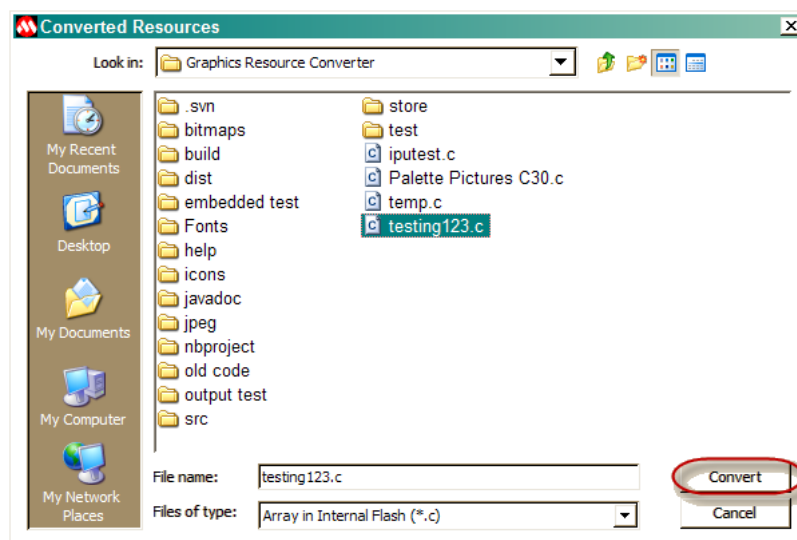 Converted Resources
Look in: Graphics Resource Converter
My Recent
Documents
Desktop
My Documents
My Computer
My Network
Places
.svn
bitmaps
build
dist
embedded test
Fonts
help
icons
javadoc
jpeg
nbproject
old code
output test
src
store
test
iputest.c
Palette Pictures C30.c
temp.c
testing123.c
File name: testing123.c Convert
Files of type: Array in Internal Flash (*.c) Cancel